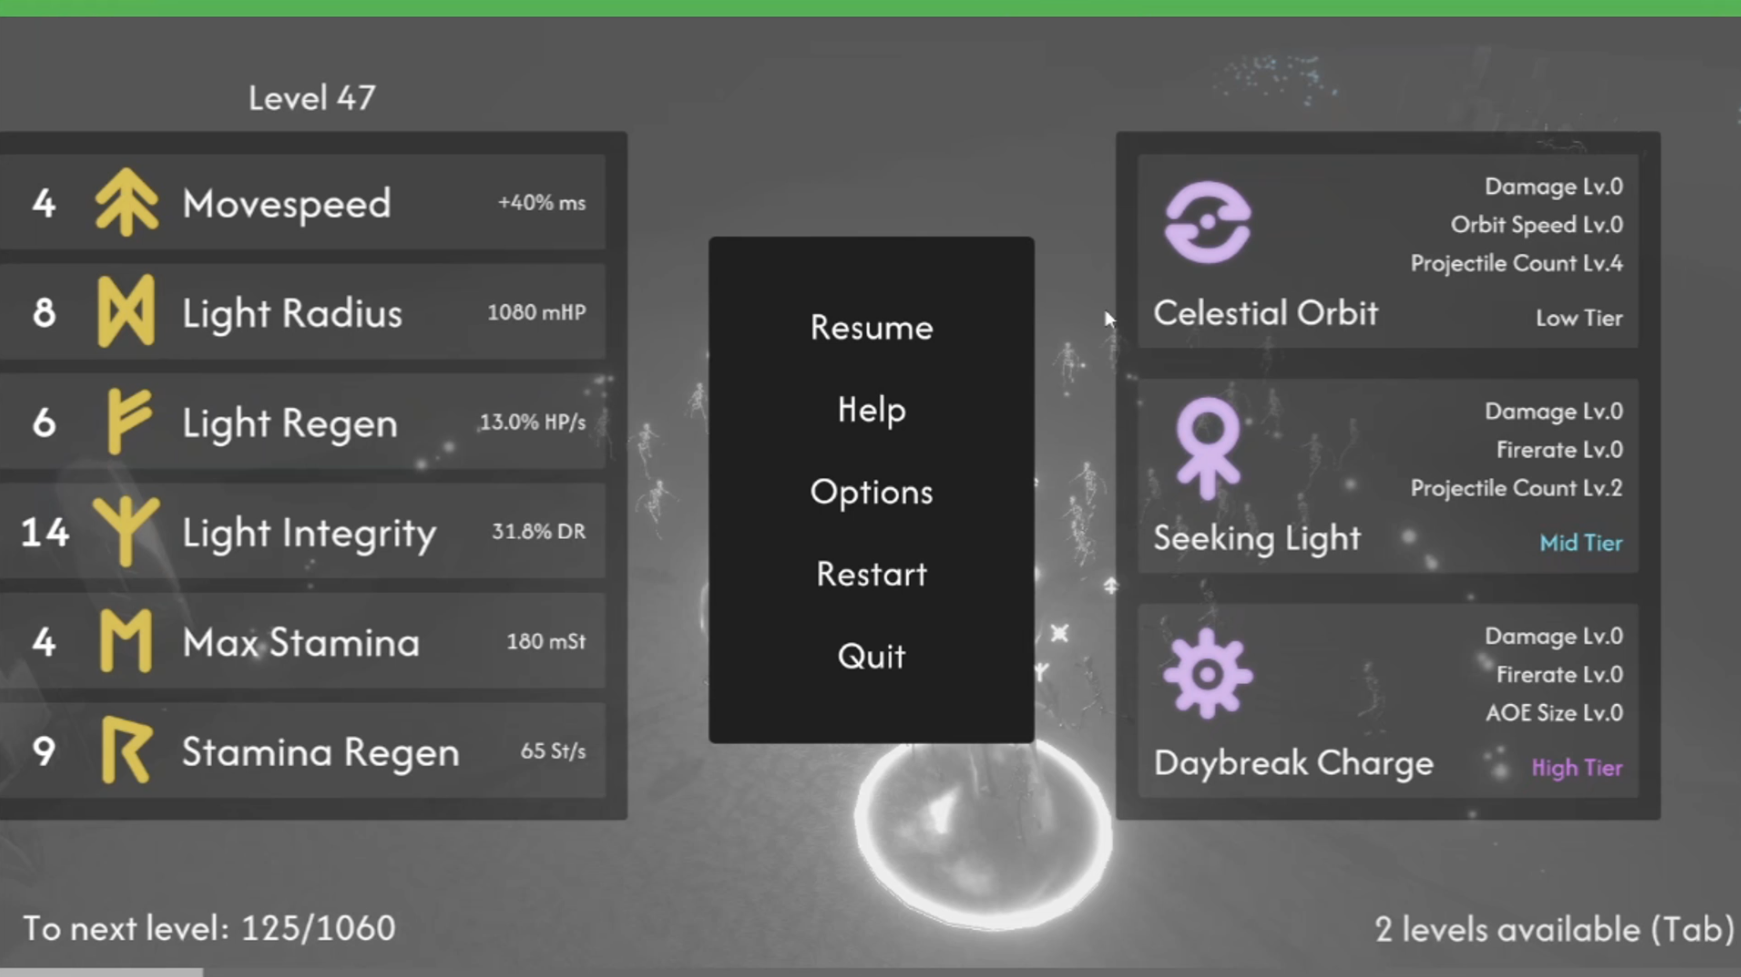 Level 47
4 Movespeed +40% ms
8 Light Radius 1080 mHP
6 Light Regen 13.0% HP/s
14 Light Integrity 31.8% DR
4 Max Stamina 180 mSt
9 Stamina Regen 65 St/s
To next level: 125/1060
Resume
Help
Options
Restart
Quit
Damage Lv.0
Orbit Speed Lv.0
Projectile Count Lv.4
Celestial Orbit Low Tier
Damage Lv.0
Firerate Lv.0
Projectile Count Lv.2
Seeking Light Mid Tier
Damage Lv.0
Firerate Lv.0
AOE Size Lv.0
Daybreak Charge High Tier
2 levels available (Tab)